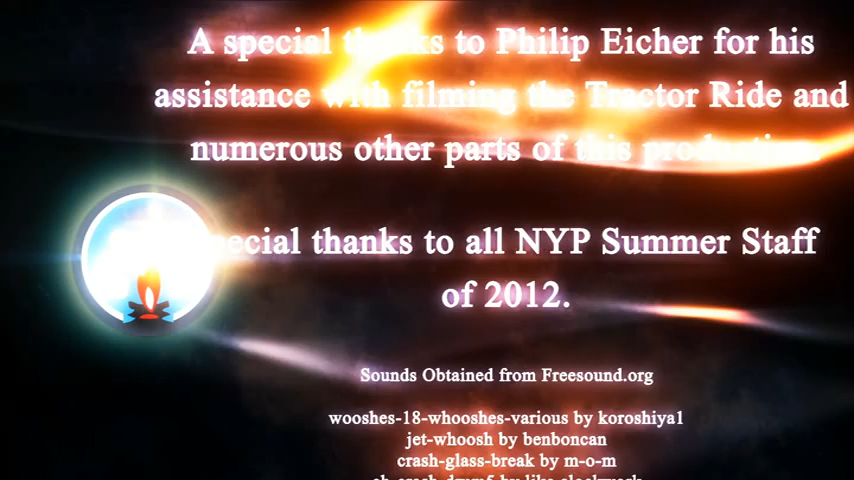 A special thanks to Philip Eicher for his
assistance with filming the Tractor Ride and
numerous other parts of this production.
special thanks to all NYP Summer Staff
of 2012.
Sounds Obtained from Freesound.org
wooshes-18-whooshes-various by koroshiya1
jet-whoosh by benboncan
crash-glass-break by m-o-m